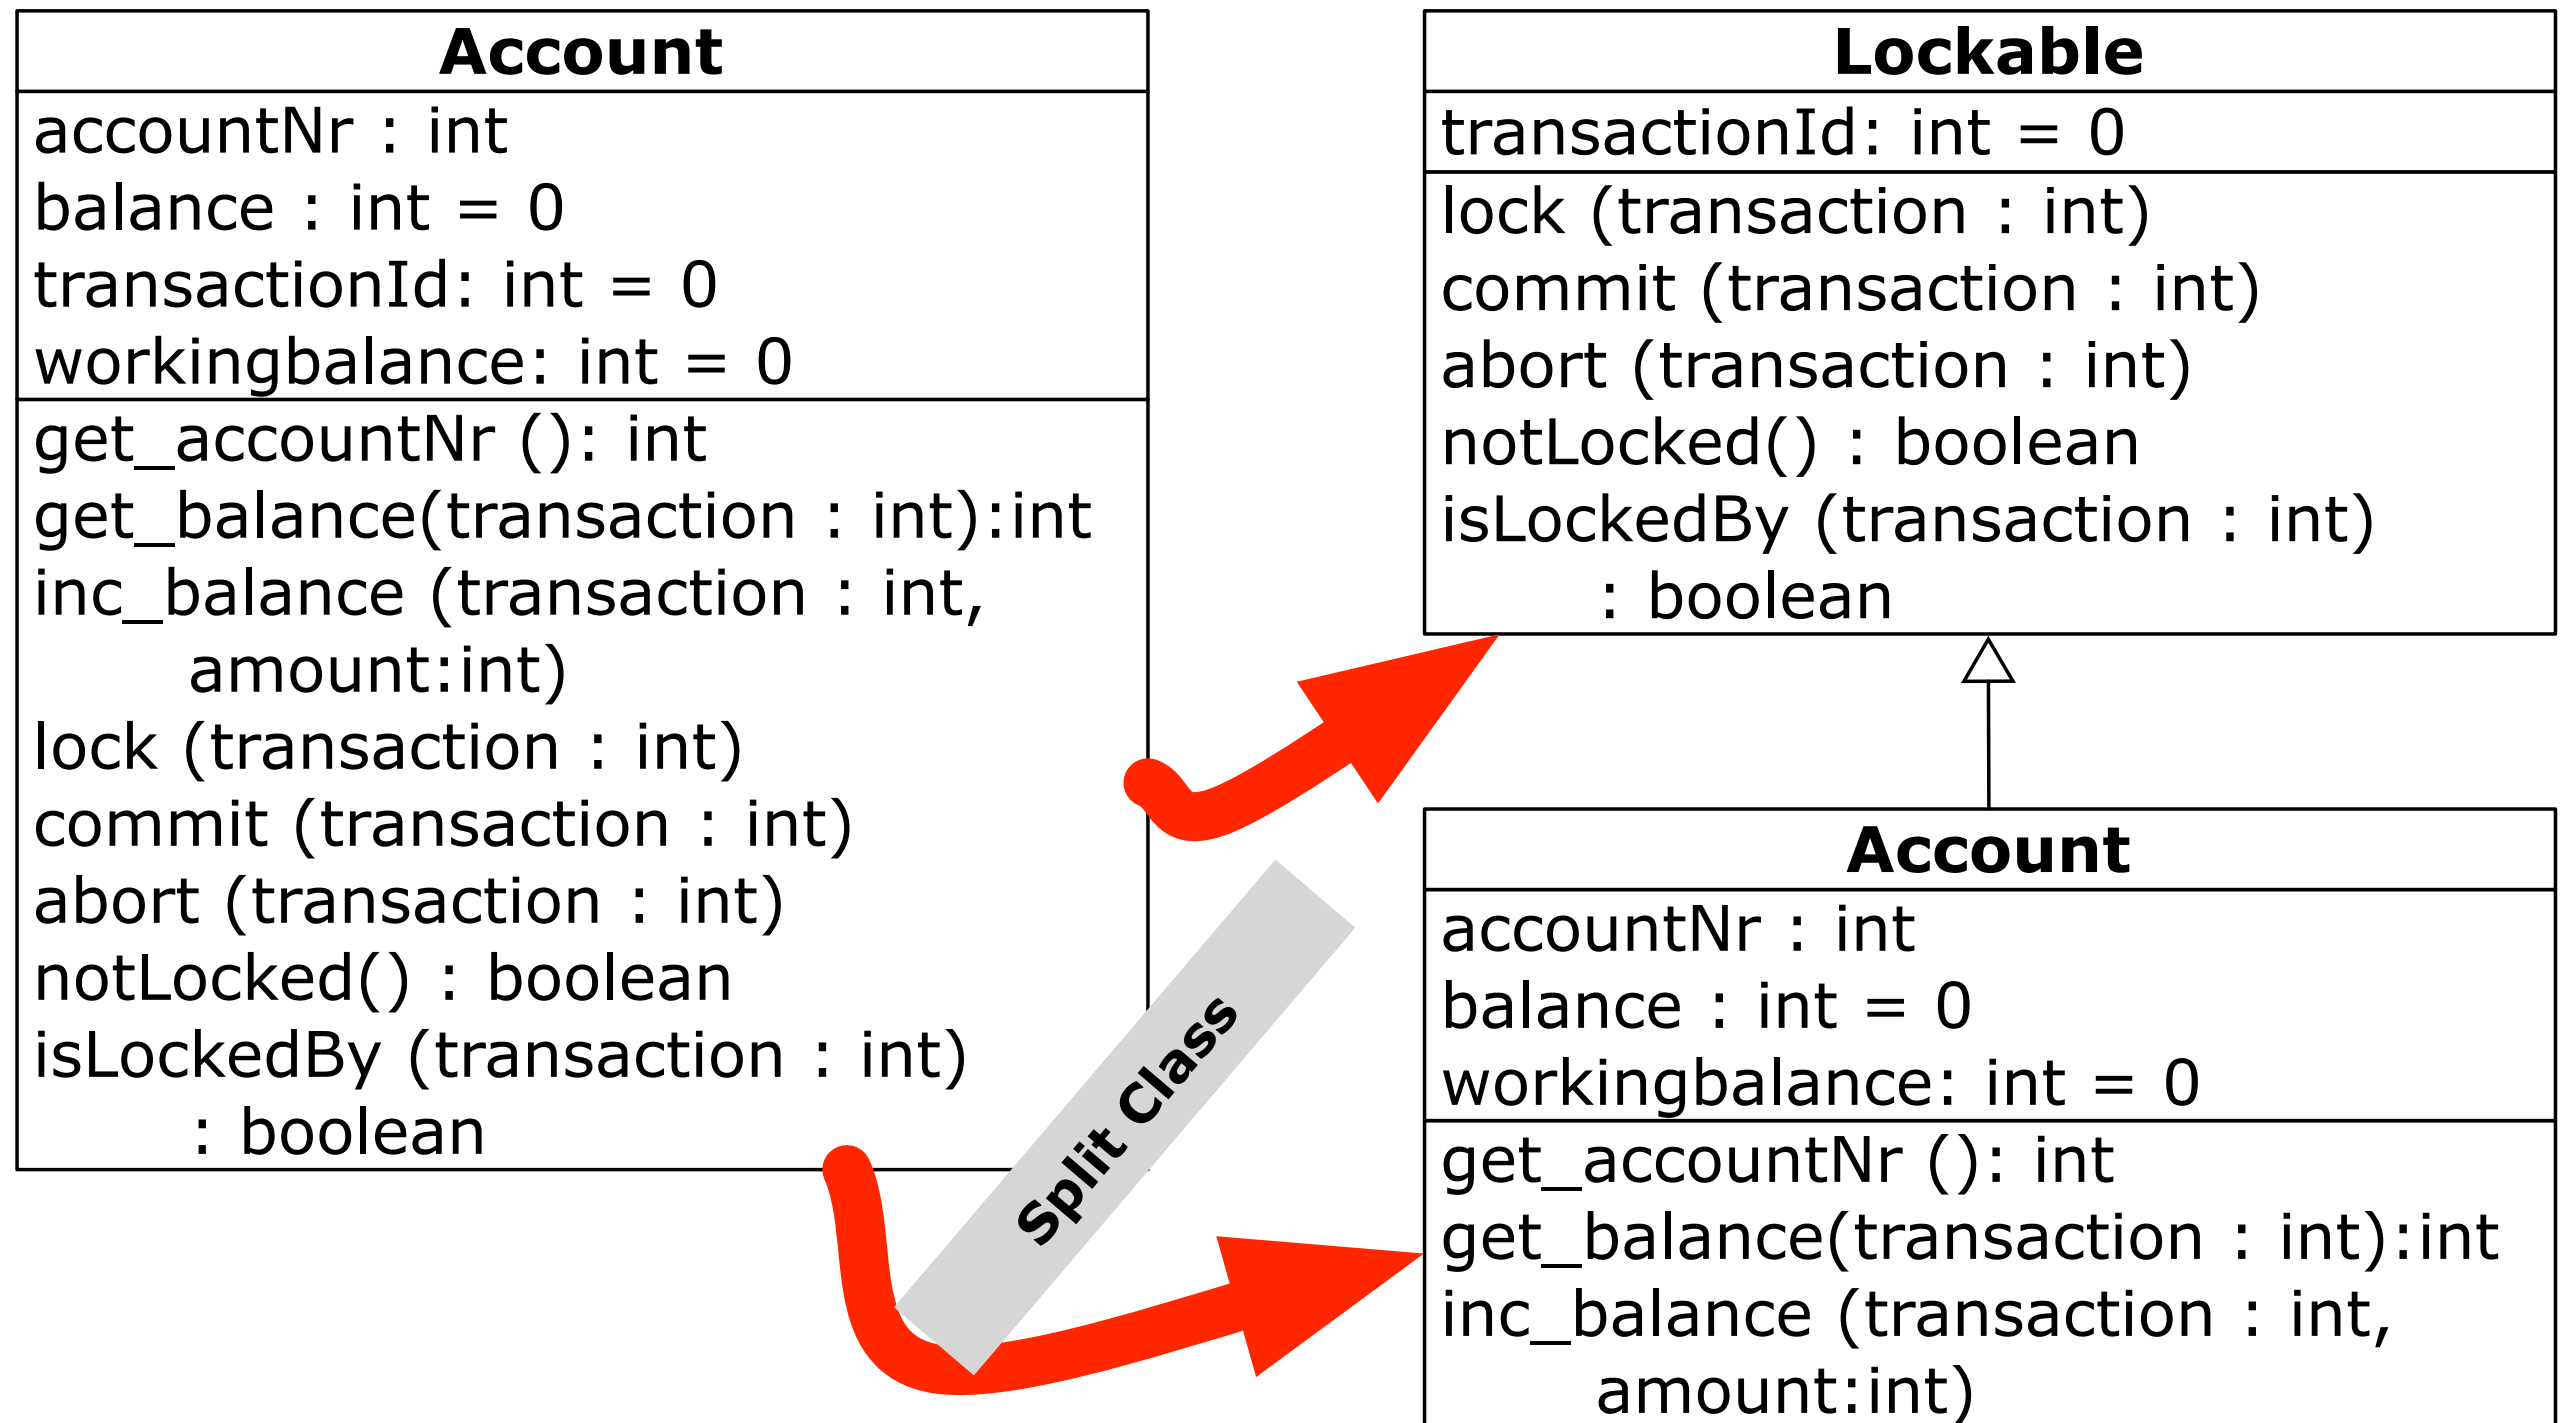 Account
accountNr : int
balance : int = 0
transactionId: int = 0
workingbalance: int = 0
get_accountNr (): int
get_balance(transaction : int):int
inc_balance (transaction : int,
amount:int)
lock (transaction : int)
commit (transaction : int)
abort (transaction : int)
notLocked() : boolean
isLockedBy (transaction : int)
: boolean
Split Class
Lockable
transactionId: int = 0
lock (transaction : int)
commit (transaction : int)
abort (transaction : int)
notLocked() : boolean
isLockedBy (transaction : int)
: boolean
Account
accountNr : int
balance : int = 0
workingbalance: int = 0
get_accountNr (): int
get_balance(transaction : int):int
inc_balance (transaction : int,
amount:int)